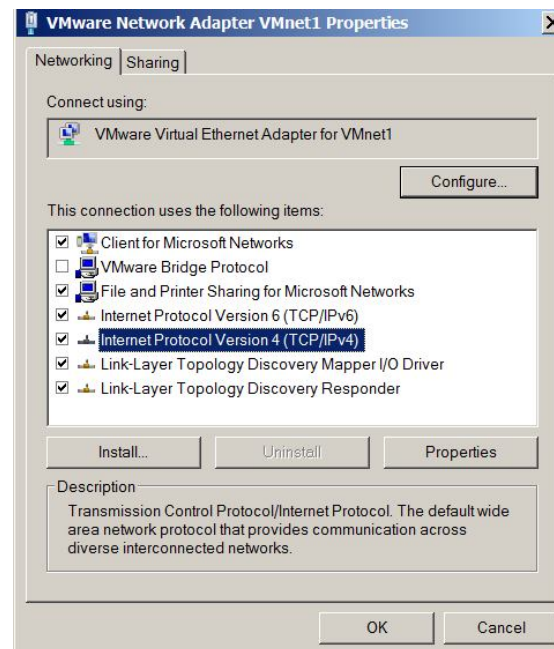 VMware Network Adapter VMnet1 Properties
Networking Sharing
Connect using:
VMware Virtual Ethernet Adapter for VMnet1
Configure...
This connection uses the following items:
Client for Microsoft Networks
VMware Bridge Protocol
File and Printer Sharing for Microsoft Networks
Internet Protocol Version 6 (TCP/IPv6)
Internet Protocol Version 4 (TCP/IPv4)
Link-Layer Topology Discovery Mapper I/O Driver
Link-Layer Topology Discovery Responder
Install... Uninstall Properties
Description
Transmission Control Protocol/Internet Protocol. The default wide
area network protocol that provides communication across
diverse interconnected networks.
OK Cancel